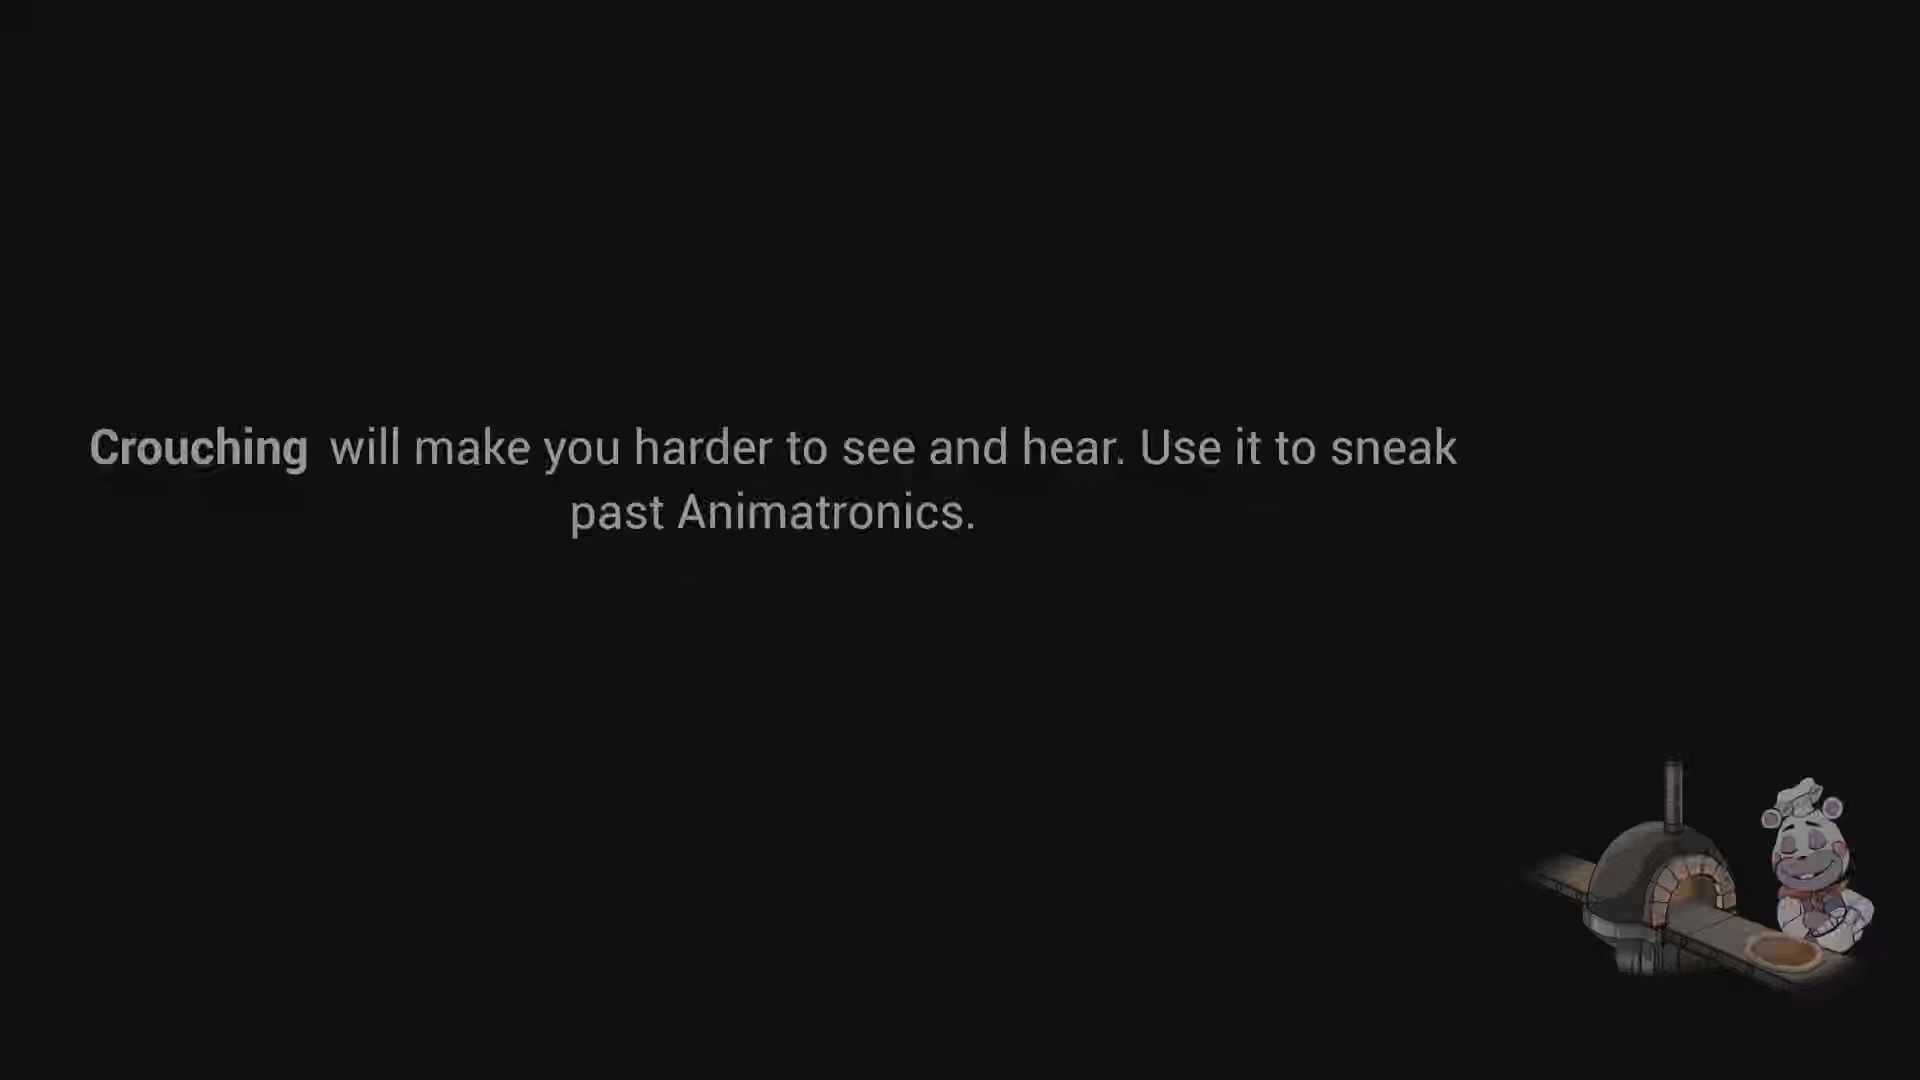 Crouching will make you harder to see and hear. Use it to sneak
past Animatronics.